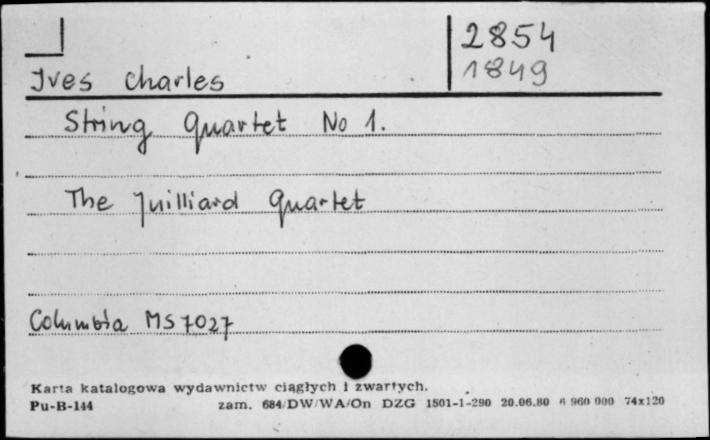 2854
1849
Ives Charles
String Quartet No 1.
The Juilliard Quartet
Columbia MS 7027
Karta katalogowa wydawnictw ciągłych i zwartych.
Pu-B-144 zam. 684/DW/WA/On DZG 1501-1-290 20.06.80 6 960 000 74x120